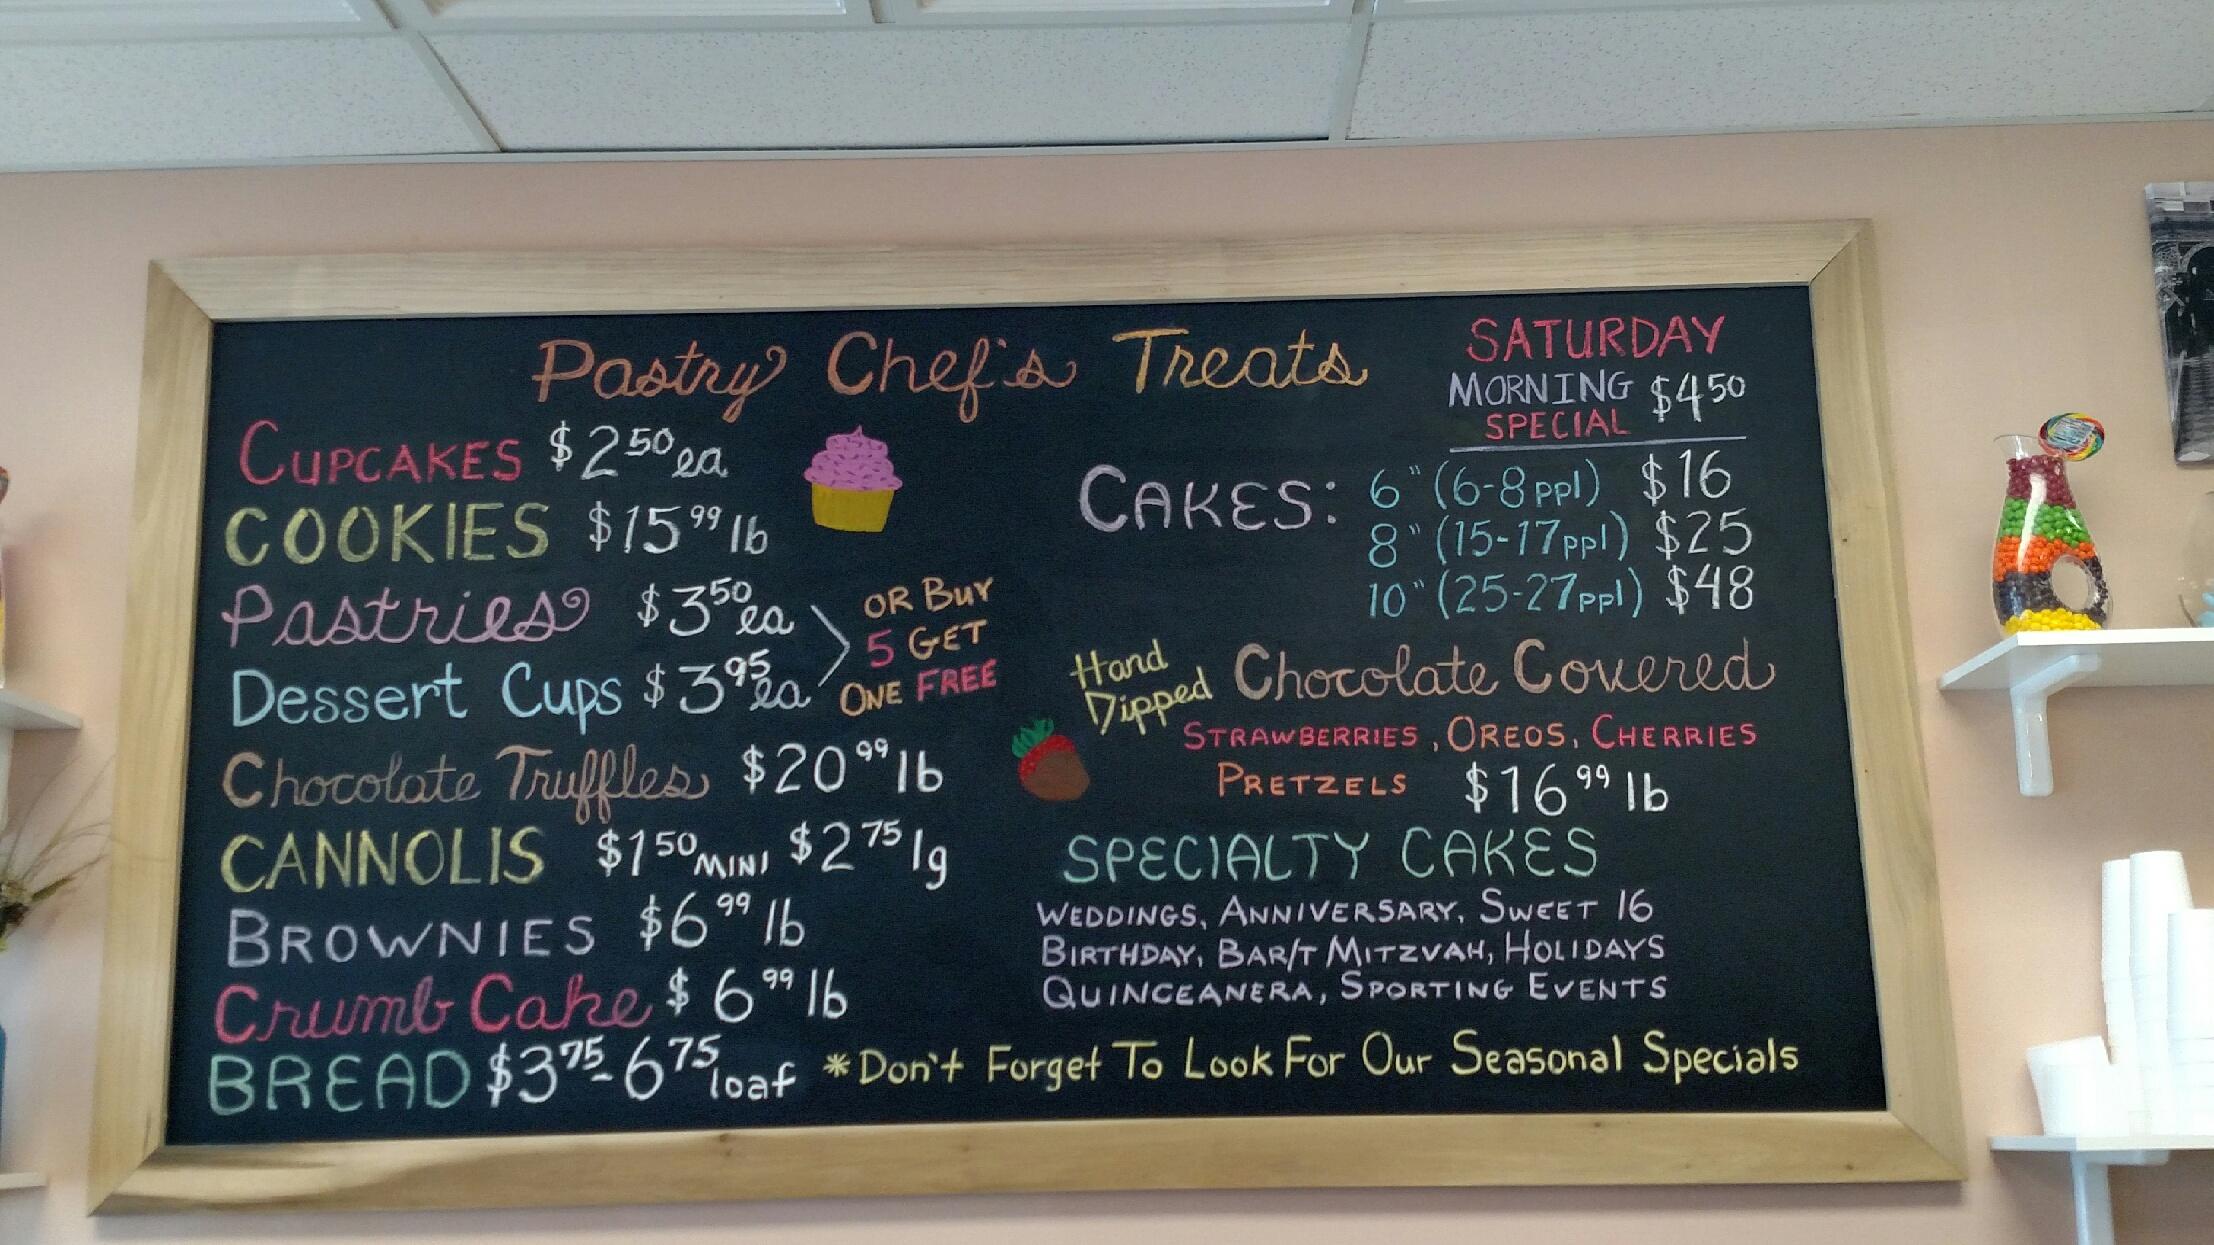 Pastry Chef's Treats
CUPCAKES $2.50 ea
COOKIES $15.99 lb
Pastries $3.50 ea
Dessert Cups $3.95 ea
OR BUY
5 GET
ONE FREE
Chocolate Truffles $20.99 lb
CANNOLIS $1.50 MINI $2.75 lg
BROWNIES $6.99 lb
Crumb Cake $6.99 lb
BREAD $3.75-6.75 loaf
SATURDAY
MORNING $4.50
SPECIAL
CAKES: 6" (6-8 ppl) $16
8" (15-17 ppl) $25
10" (25-27 ppl) $48
Hand
Dipped
Chocolate Covered
STRAWBERRIES, OREOS, CHERRIES
PRETZELS $16.99 lb
SPECIALTY CAKES
WEDDINGS, ANNIVERSARY, SWEET 16
BIRTHDAY, BAR/T MITZVAH, HOLIDAYS
QUINCEANERA, SPORTING EVENTS
*Don't Forget To Look For Our Seasonal Specials